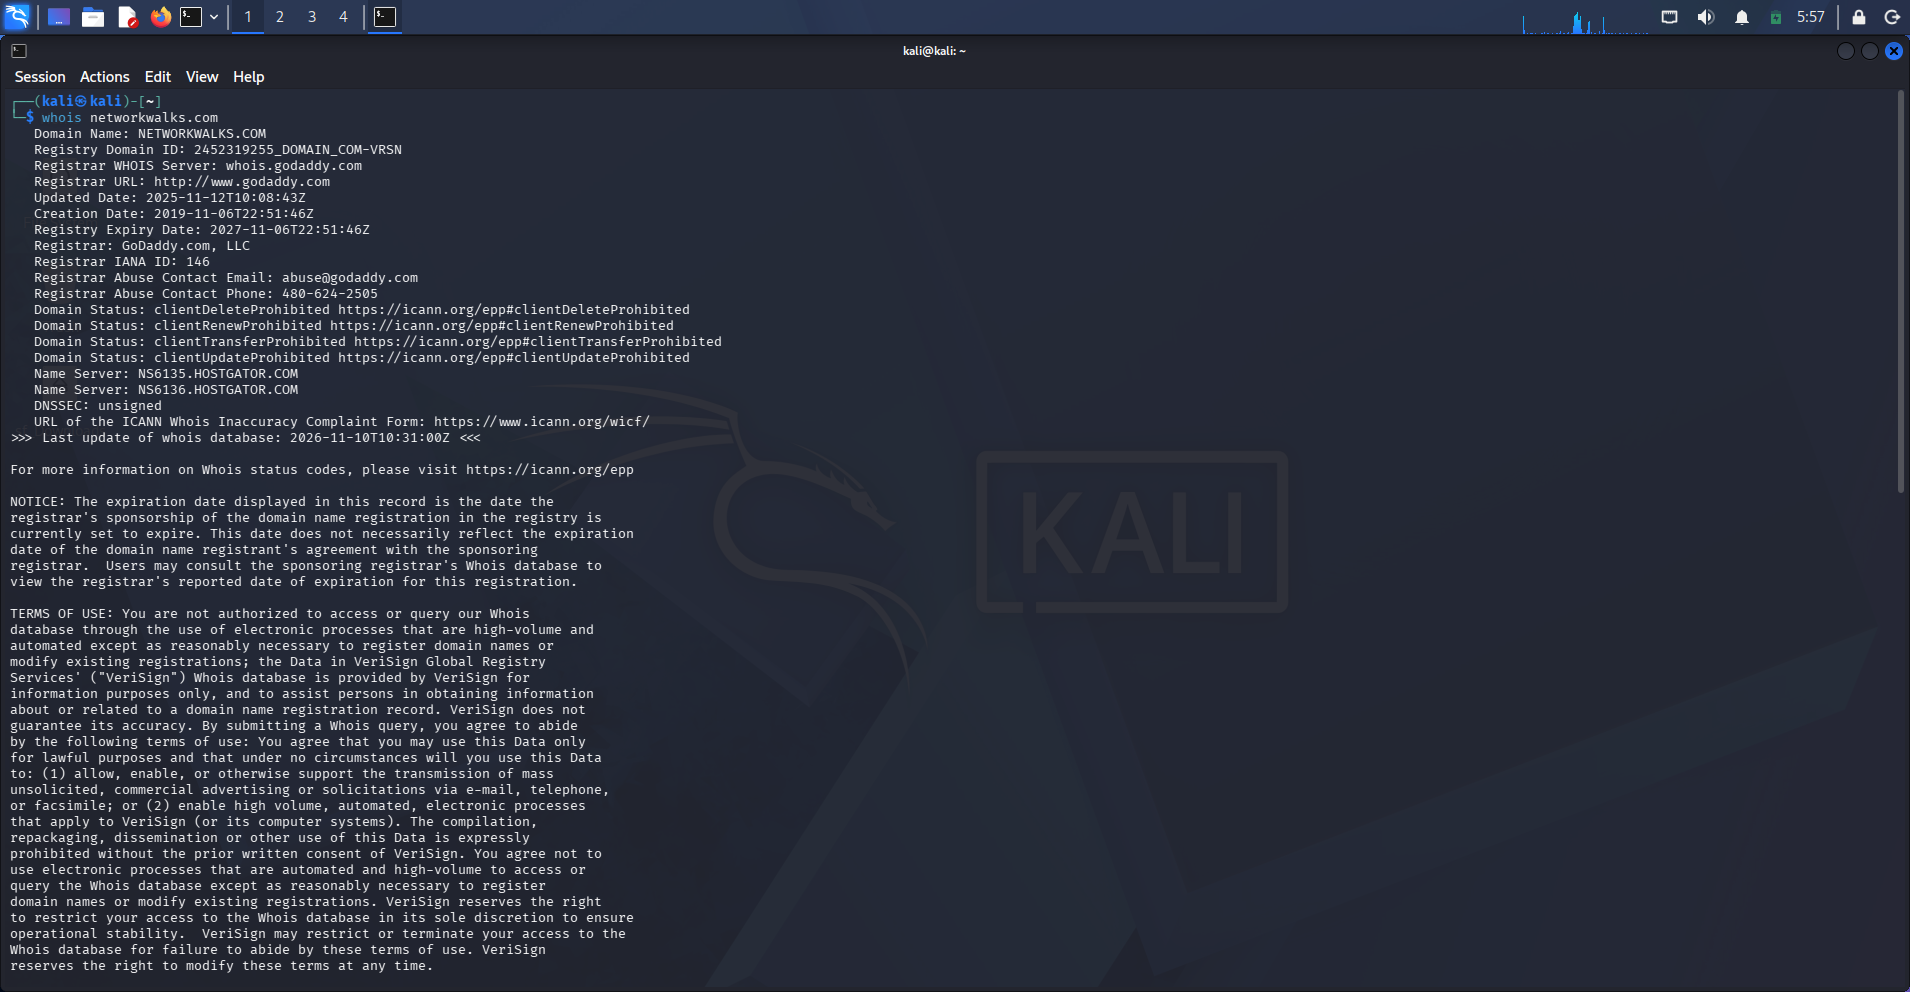 1 2 3 4 5:57
kali@kali: ~
Session Actions Edit View Help
┌──(kali㉿kali)-[~]
└─$ whois networkwalks.com
   Domain Name: NETWORKWALKS.COM
   Registry Domain ID: 2452319255_DOMAIN_COM-VRSN
   Registrar WHOIS Server: whois.godaddy.com
   Registrar URL: http://www.godaddy.com
   Updated Date: 2025-11-12T10:08:43Z
   Creation Date: 2019-11-06T22:51:46Z
   Registry Expiry Date: 2027-11-06T22:51:46Z
   Registrar: GoDaddy.com, LLC
   Registrar IANA ID: 146
   Registrar Abuse Contact Email: abuse@godaddy.com
   Registrar Abuse Contact Phone: 480-624-2505
   Domain Status: clientDeleteProhibited https://icann.org/epp#clientDeleteProhibited
   Domain Status: clientRenewProhibited https://icann.org/epp#clientRenewProhibited
   Domain Status: clientTransferProhibited https://icann.org/epp#clientTransferProhibited
   Domain Status: clientUpdateProhibited https://icann.org/epp#clientUpdateProhibited
   Name Server: NS6135.HOSTGATOR.COM
   Name Server: NS6136.HOSTGATOR.COM
   DNSSEC: unsigned
   URL of the ICANN Whois Inaccuracy Complaint Form: https://www.icann.org/wicf/
>>> Last update of whois database: 2026-11-10T10:31:00Z <<<

For more information on Whois status codes, please visit https://icann.org/epp

NOTICE: The expiration date displayed in this record is the date the
registrar's sponsorship of the domain name registration in the registry is
currently set to expire. This date does not necessarily reflect the expiration
date of the domain name registrant's agreement with the sponsoring
registrar.  Users may consult the sponsoring registrar's Whois database to
view the registrar's reported date of expiration for this registration.

TERMS OF USE: You are not authorized to access or query our Whois
database through the use of electronic processes that are high-volume and
automated except as reasonably necessary to register domain names or
modify existing registrations; the Data in VeriSign Global Registry
Services' ("VeriSign") Whois database is provided by VeriSign for
information purposes only, and to assist persons in obtaining information
about or related to a domain name registration record. VeriSign does not
guarantee its accuracy. By submitting a Whois query, you agree to abide
by the following terms of use: You agree that you may use this Data only
for lawful purposes and that under no circumstances will you use this Data
to: (1) allow, enable, or otherwise support the transmission of mass
unsolicited, commercial advertising or solicitations via e-mail, telephone,
or facsimile; or (2) enable high volume, automated, electronic processes
that apply to VeriSign (or its computer systems). The compilation,
repackaging, dissemination or other use of this Data is expressly
prohibited without the prior written consent of VeriSign. You agree not to
use electronic processes that are automated and high-volume to access or
query the Whois database except as reasonably necessary to register
domain names or modify existing registrations. VeriSign reserves the right
to restrict your access to the Whois database in its sole discretion to ensure
operational stability.  VeriSign may restrict or terminate your access to the
Whois database for failure to abide by these terms of use. VeriSign
reserves the right to modify these terms at any time.
KALI